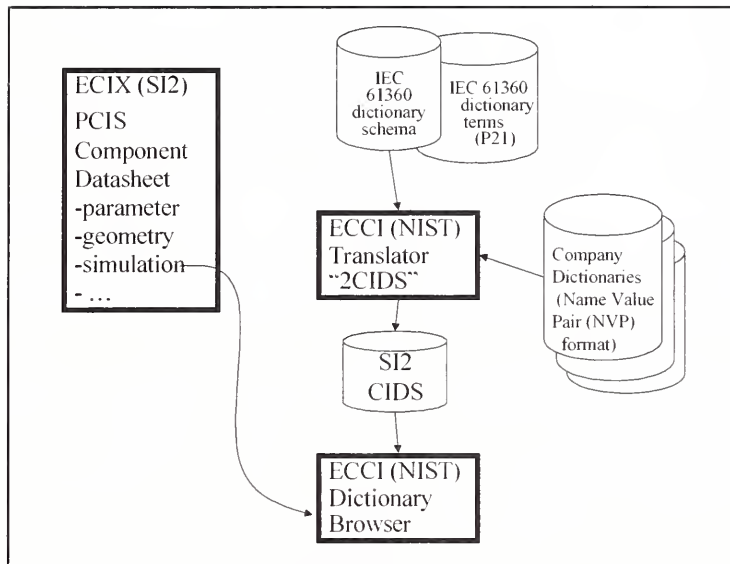 ECIX (SI2)
PCIS
Component
Datasheet
-parameter
-geometry
-simulation
- ...
IEC
61360
dictionary
schema
IEC 61360
dictionary
terms
(P21)
ECCI (NIST)
Translator
"2CIDS"
Company
Dictionaries
(Name Value
Pair (NVP)
format)
SI2
CIDS
ECCI (NIST)
Dictionary
Browser